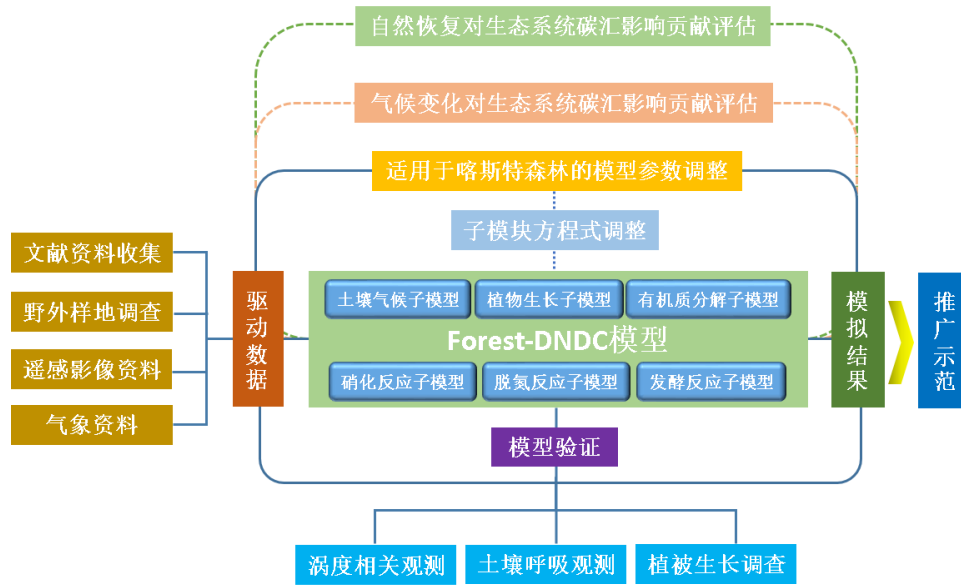 自然恢复对生态系统碳汇影响贡献评估
气候变化对生态系统碳汇影响贡献评估
适用于喀斯特森林的模型参数调整
子模块方程式调整
文献资料收集
野外样地调查
遥感影像资料
气象资料
驱动数据
土壤气候子模型
植物生长子模型
有机质分解子模型
Forest-DNDC模型
硝化反应子模型
脱氮反应子模型
发酵反应子模型
模拟结果
推广示范
模型验证
涡度相关观测
土壤呼吸观测
植被生长调查